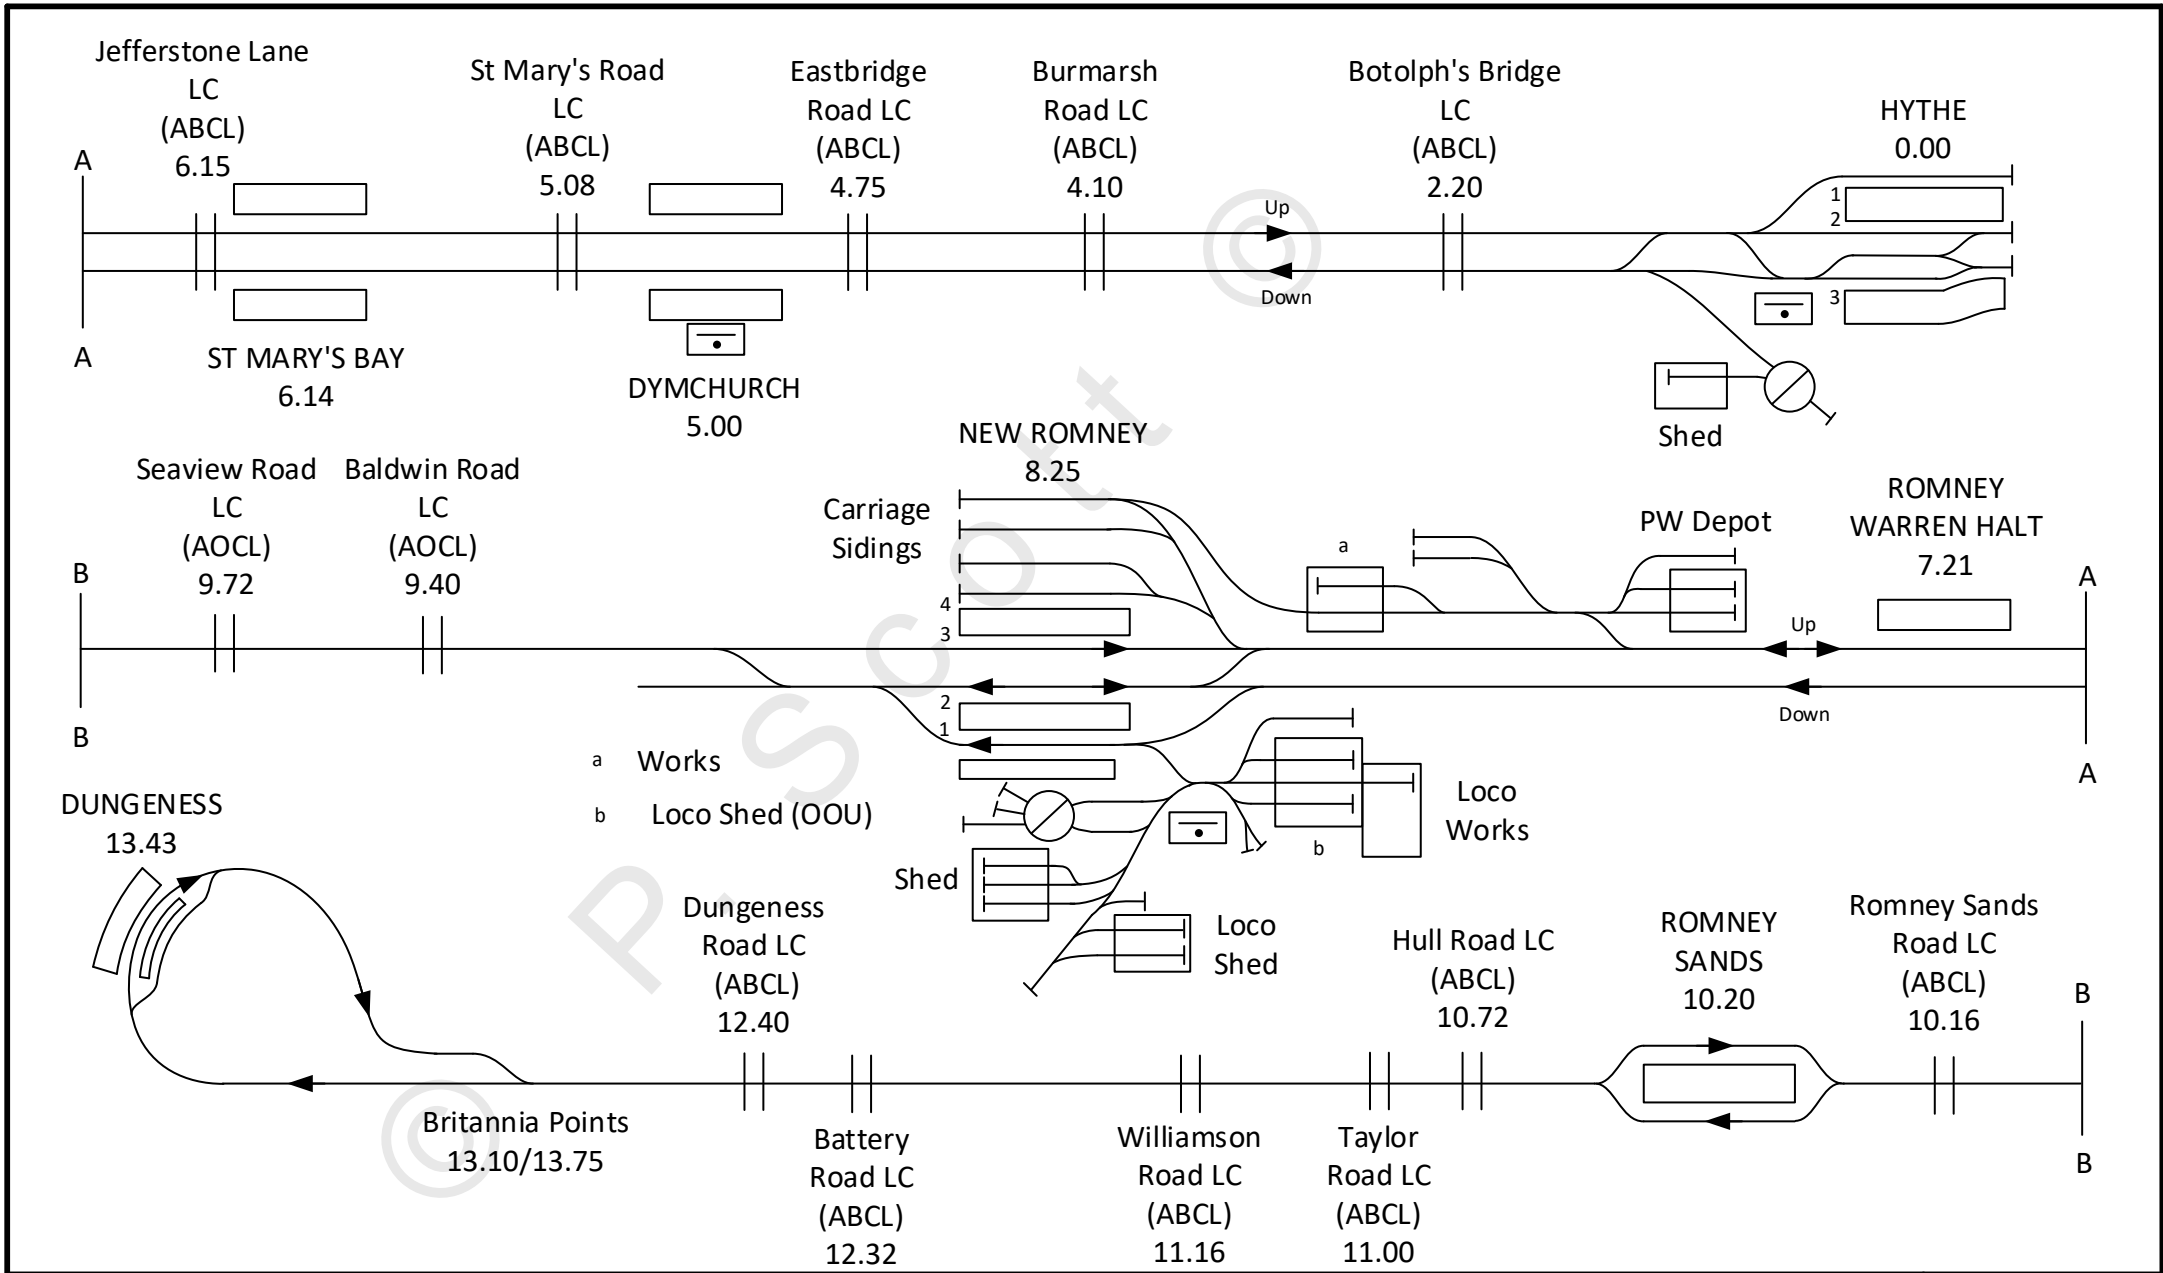 Jefferstone Lane
LC
(ABCL)
6.15
St Mary's Road
LC
(ABCL)
5.08
Eastbridge
Road LC
(ABCL)
4.75
Burmarsh
Road LC
(ABCL)
4.10
Botolph's Bridge
LC
(ABCL)
2.20
HYTHE
0.00
A
A
Up
Down
1
2
3
ST MARY'S BAY
6.14
DYMCHURCH
5.00
Shed
Seaview Road
LC
(AOCL)
9.72
Baldwin Road
LC
(AOCL)
9.40
NEW ROMNEY
8.25
Carriage
Sidings
a
PW Depot
ROMNEY
WARREN HALT
7.21
B
B
A
A
4
3
2
1
Up
Down
a Works
b Loco Shed (OOU)
Loco
Works
b
Shed
Loco
Shed
DUNGENESS
13.43
Dungeness
Road LC
(ABCL)
12.40
Hull Road LC
(ABCL)
10.72
ROMNEY
SANDS
10.20
Romney Sands
Road LC
(ABCL)
10.16
B
B
Britannia Points
13.10/13.75
Battery
Road LC
(ABCL)
12.32
Williamson
Road LC
(ABCL)
11.16
Taylor
Road LC
(ABCL)
11.00
© P. Scott ©